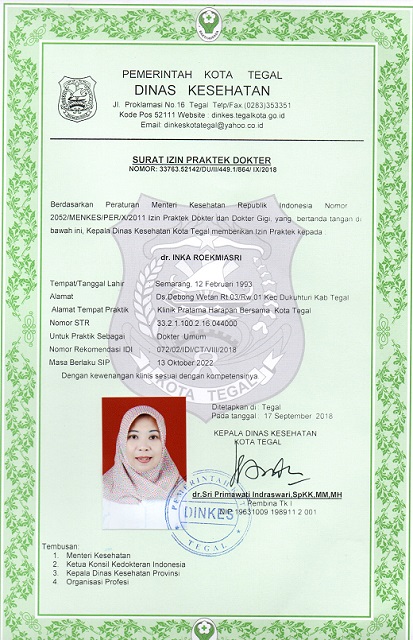 PEMERINTAH KOTA TEGAL
DINAS KESEHATAN
Jl. Proklamasi No.16 Tegal Telp/Fax (0283)353351
Kode Pos 52111 Website : dinkes.tegalkota.go.id
Email: dinkeskotategal@yahoo.co.id
SURAT IZIN PRAKTEK DOKTER
NOMOR: 33763.52142/DU/II/449.1/864/ IX/2018
Berdasarkan Peraturan Menteri Kesehatan Republik Indonesia Nomor
2052/MENKES/PER/X/2011 Izin Praktek Dokter dan Dokter Gigi, yang bertanda tangan di
bawah ini, Kepala Dinas Kesehatan Kota Tegal memberikan Izin Praktek kepada
dr. INKA ROEKMIASRI
Tempat/Tanggal Lahir : Semarang, 12 Februari 1993
Alamat : Ds.Debong Wetan Rt.03/Rw.01 Kec Dukuhturi Kab Tegal
Alamat Tempat Praktik : Klinik Pratama Harapan Bersama Kota Tegal
Nomor STR : 33.2.1.100.2.16.044000
Untuk Praktik Sebagai : Dokter Umum
Nomor Rekomendasi IDI : 072/02/IDI/CT/VIII/2018
Masa Berlaku SIP : 13 Oktober 2022
Dengan kewenangan klinis sesuai dengan kompetensinya
KOTA TEGAL
Ditetapkan di : Tegal
Pada tanggal : 17 September 2018
KEPALA DINAS KESEHATAN
KOTA TEGAL
dr.Sri Primawati Indraswari,SpKK,MM,MH
Pembina Tk I
NIP 19631009 198911 2 001
PEMERINTAH
DINKES
TEGAL
Tembusan:
1. Menteri Kesehatan
2. Ketua Konsil Kedokteran Indonesia
3. Kepala Dinas Kesehatan Provinsi
4. Organisasi Profesi